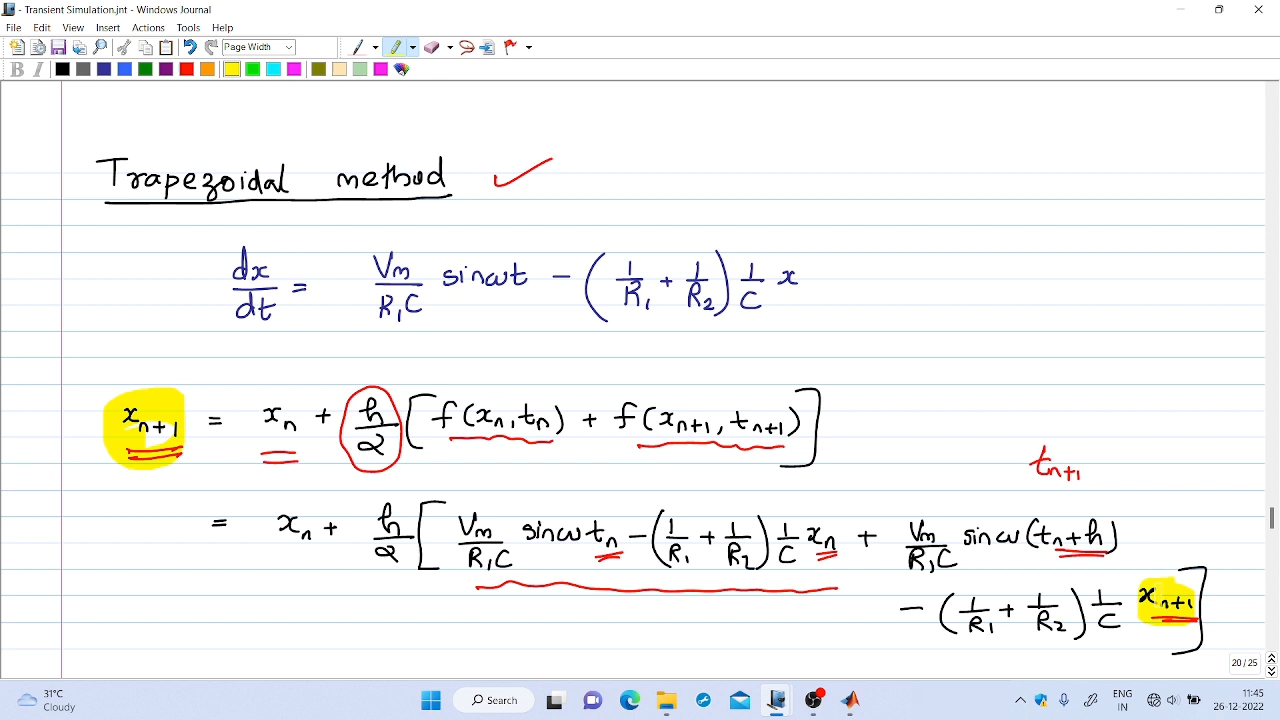 Transient Simulation.jnt - Windows Journal
File Edit View Insert Actions Tools Help
Page Width
B I
Trapezoidal method ✓
dx/dt = Vm/R₁C sinωt − (1/R₁ + 1/R₂) 1/C x
xₙ₊₁ = xₙ + h/2 [f(xₙ,tₙ) + f(xₙ₊₁, tₙ₊₁)]
tₙ₊₁
= xₙ + h/2 [Vm/R₁C sinωtₙ − (1/R₁ + 1/R₂) 1/C xₙ + Vm/R₁C sinω(tₙ+h)
− (1/R₁ + 1/R₂) 1/C xₙ₊₁]
20 / 25
31°C
Cloudy
Search
ENG
IN
11:45
26-12-2022